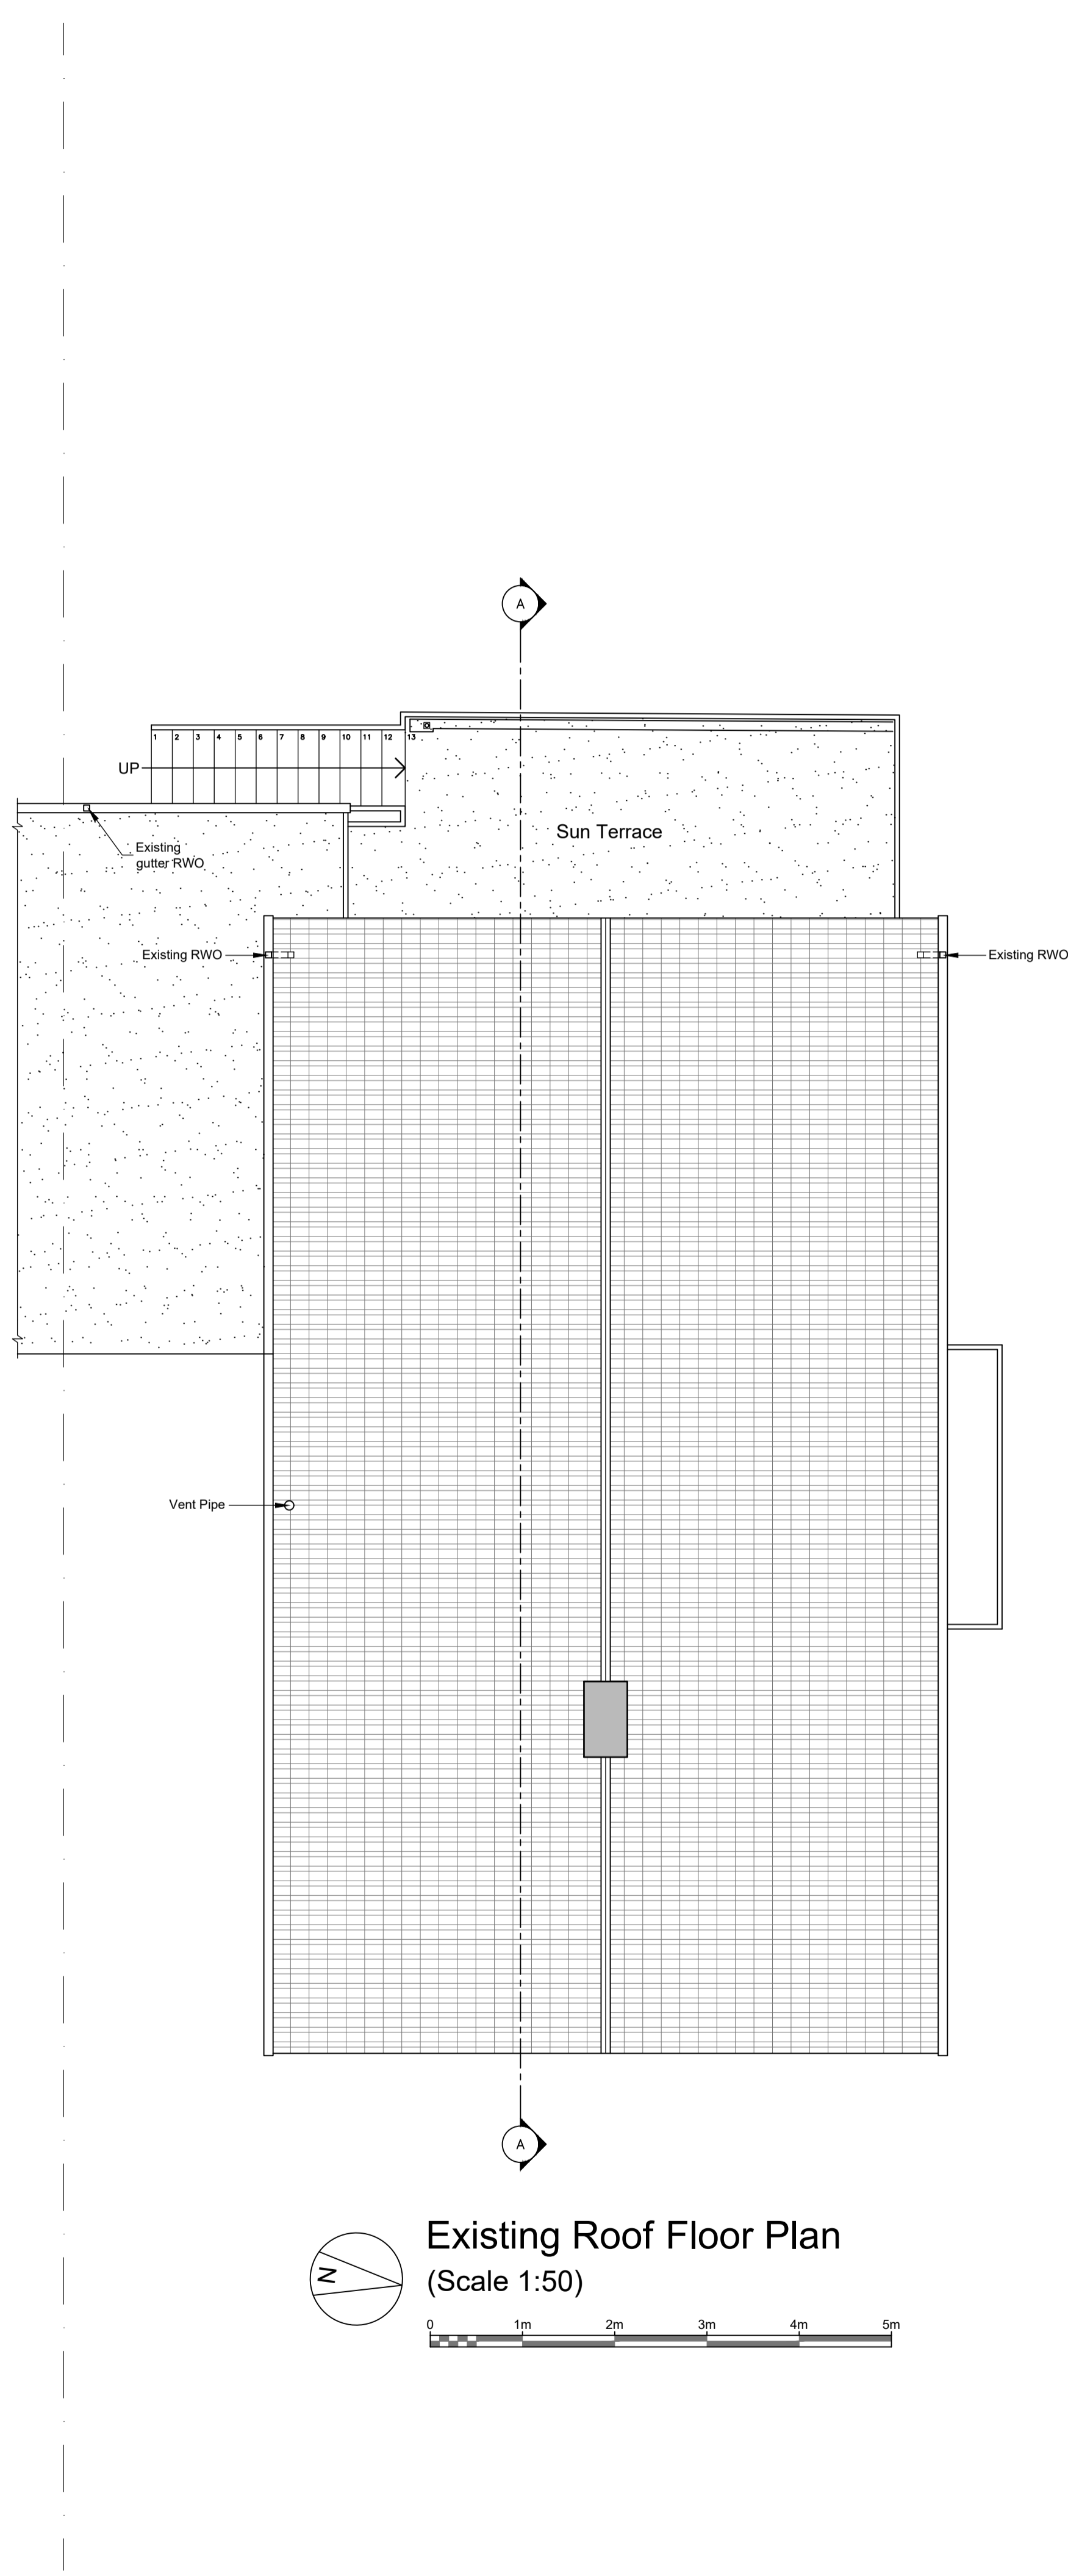 A
1 2 3 4 5 6 7 8 9 10 11 12 13
UP
Sun Terrace
Existing
gutter RWO
Existing RWO
Existing RWO
Vent Pipe
A
Existing Roof Floor Plan
N
(Scale 1:50)
0 1m 2m 3m 4m 5m